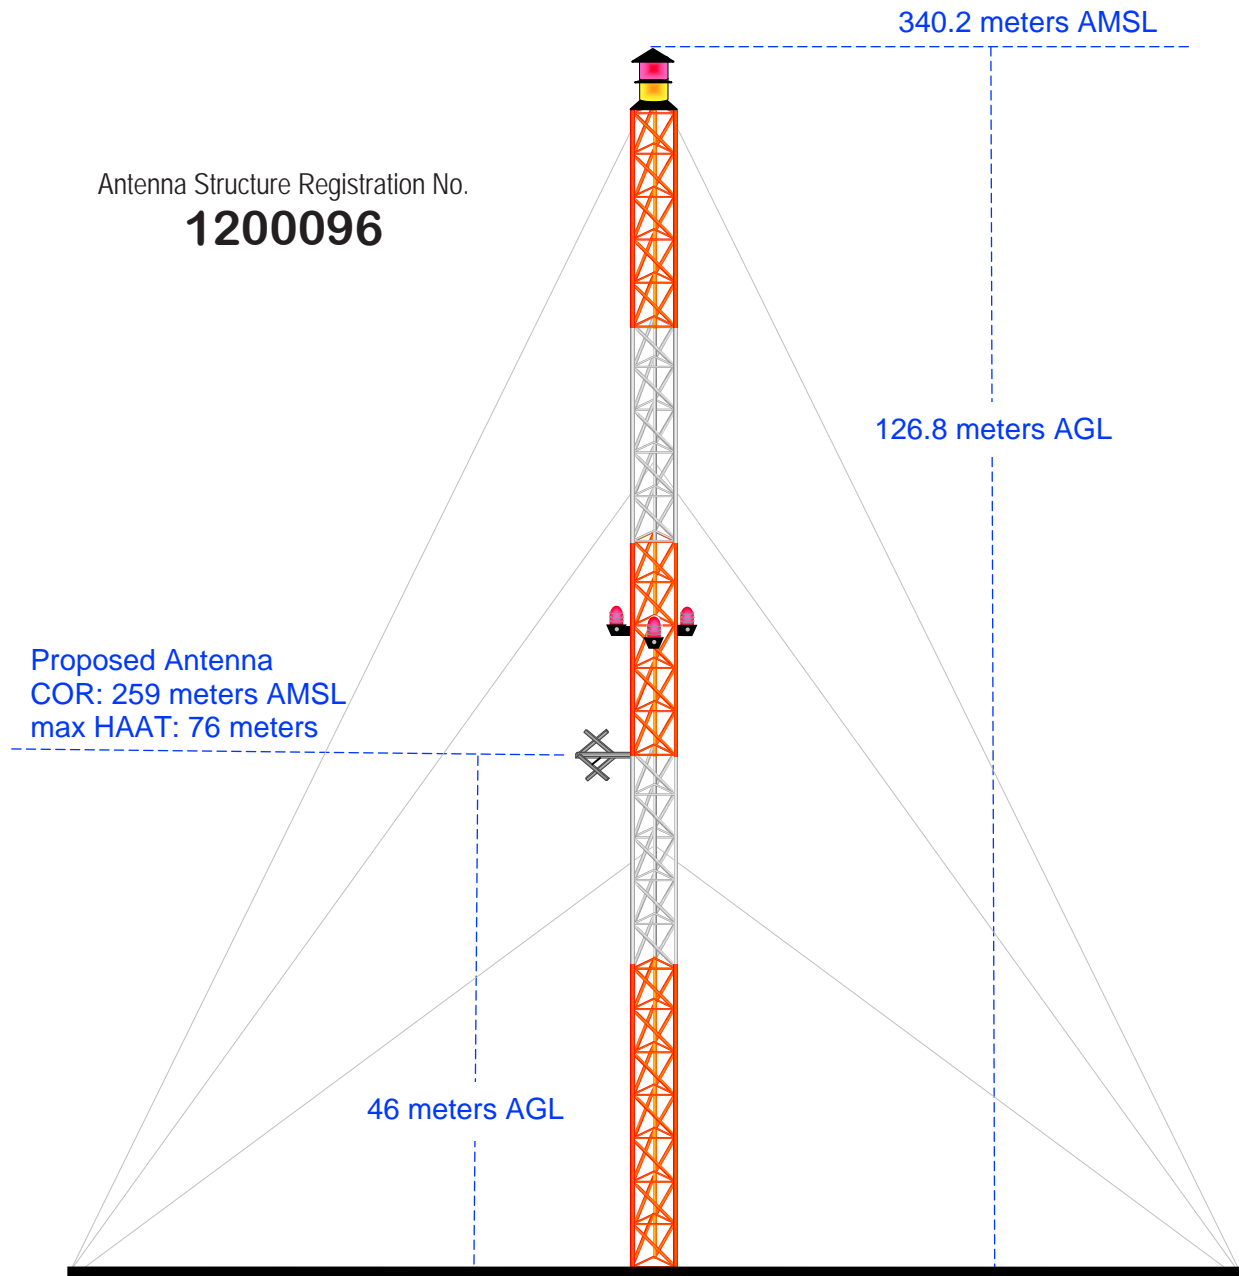 340.2 meters AMSL
Antenna Structure Registration No.
1200096
126.8 meters AGL
Proposed Antenna
COR: 259 meters AMSL
max HAAT: 76 meters
46 meters AGL